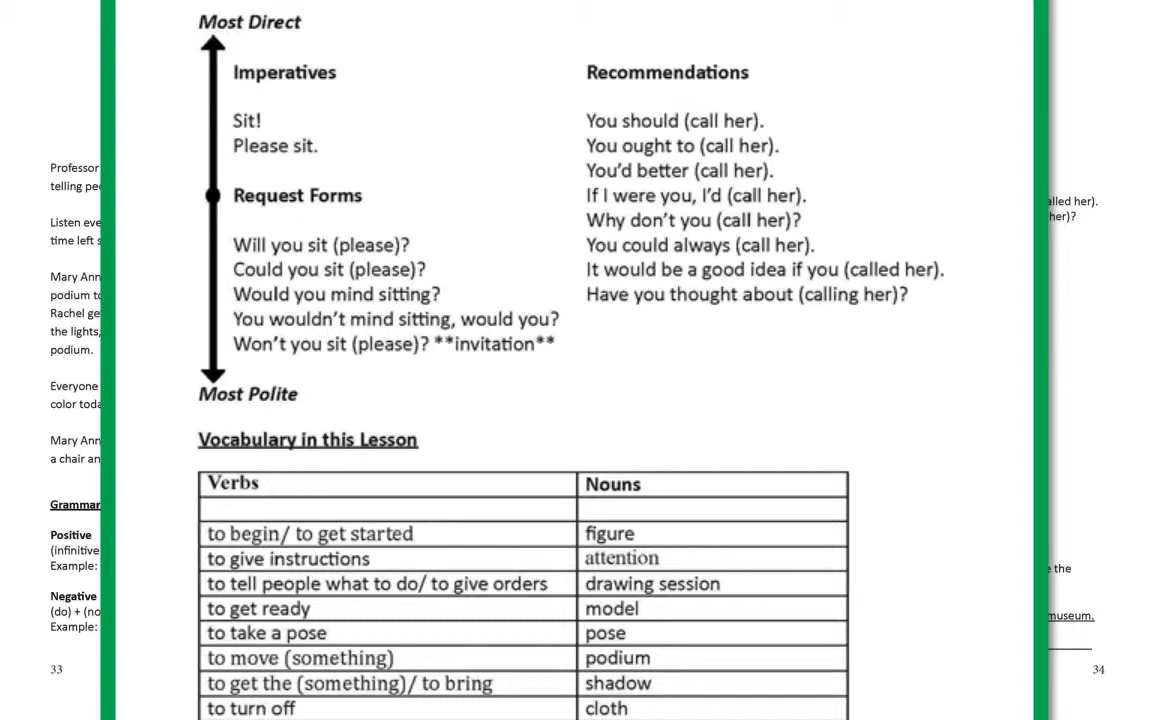 Most Direct
Imperatives
Sit!
Please sit.
Request Forms
Will you sit (please)?
Could you sit (please)?
Would you mind sitting?
You wouldn't mind sitting, would you?
Won't you sit (please)? **invitation**
Most Polite
Recommendations
You should (call her).
You ought to (call her).
You'd better (call her).
If I were you, I'd (call her).
Why don't you (call her)?
You could always (call her).
It would be a good idea if you (called her).
Have you thought about (calling her)?
Vocabulary in this Lesson
Verbs Nouns
to begin/ to get started figure
to give instructions attention
to tell people what to do/ to give orders drawing session
to get ready model
to take a pose pose
to move (something) podium
to get the (something)/ to bring shadow
to turn off cloth
Professor
telling
Listen
time left
Mary Ann
podium
Rachel
the lights,
podium.
Everyone
color
Mary Ann
a chair
Grammar
Positive
(infinitive
Example:
Negative
(do) +
Example:
33
her).
her)?
the
museum.
34